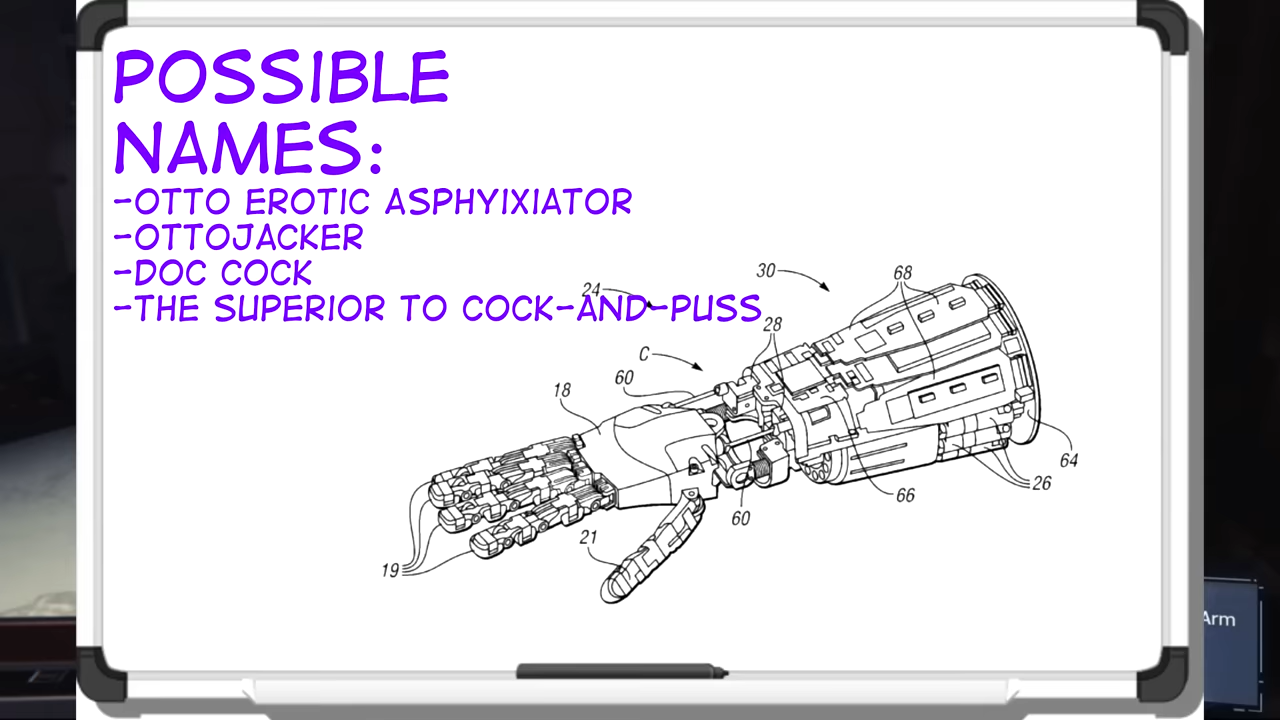 POSSIBLE
NAMES:
-OTTO EROTIC ASPHYIXIATOR
-OTTOJACKER
-DOC COCK
-THE SUPERIOR TO COCK-AND-PUSS
24
30
68
28
C
60
18
64
26
66
60
21
19
Arm